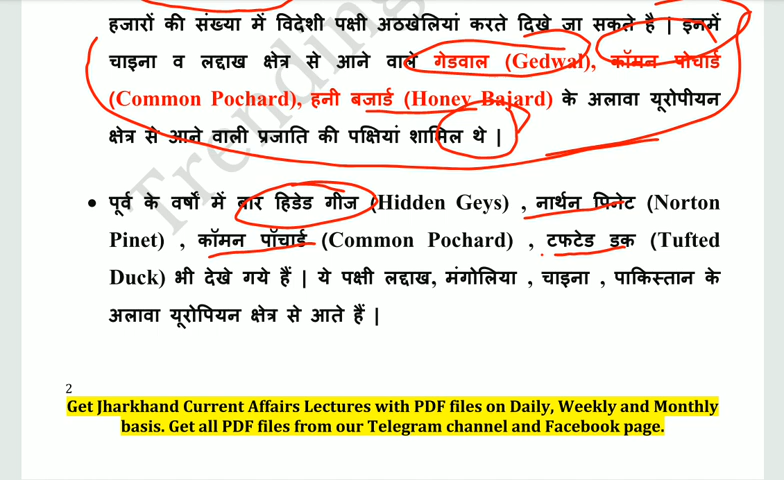 हजारों की संख्या में विदेशी पक्षी अठखेलियां करते दिखे जा सकते है | इनमें
चाइना व लद्दाख क्षेत्र से आने वाले गेडवाल (Gedwal), कॉमन पोचार्ड
(Common Pochard), हनी बजार्ड (Honey Bajard) के अलावा यूरोपीयन
क्षेत्र से आने वाली प्रजाति की पक्षियां शामिल थे |
• पूर्व के वर्षों में बार हिडेड गीज (Hidden Geys) , नार्थन पिनेट (Norton
Pinet) , कॉमन पॉचार्ड (Common Pochard) , टफटेड डक (Tufted
Duck) भी देखे गये हैं | ये पक्षी लद्दाख, मंगोलिया , चाइना , पाकिस्तान के
अलावा यूरोपियन क्षेत्र से आते हैं |
2
Get Jharkhand Current Affairs Lectures with PDF files on Daily, Weekly and Monthly
basis. Get all PDF files from our Telegram channel and Facebook page.
Trending